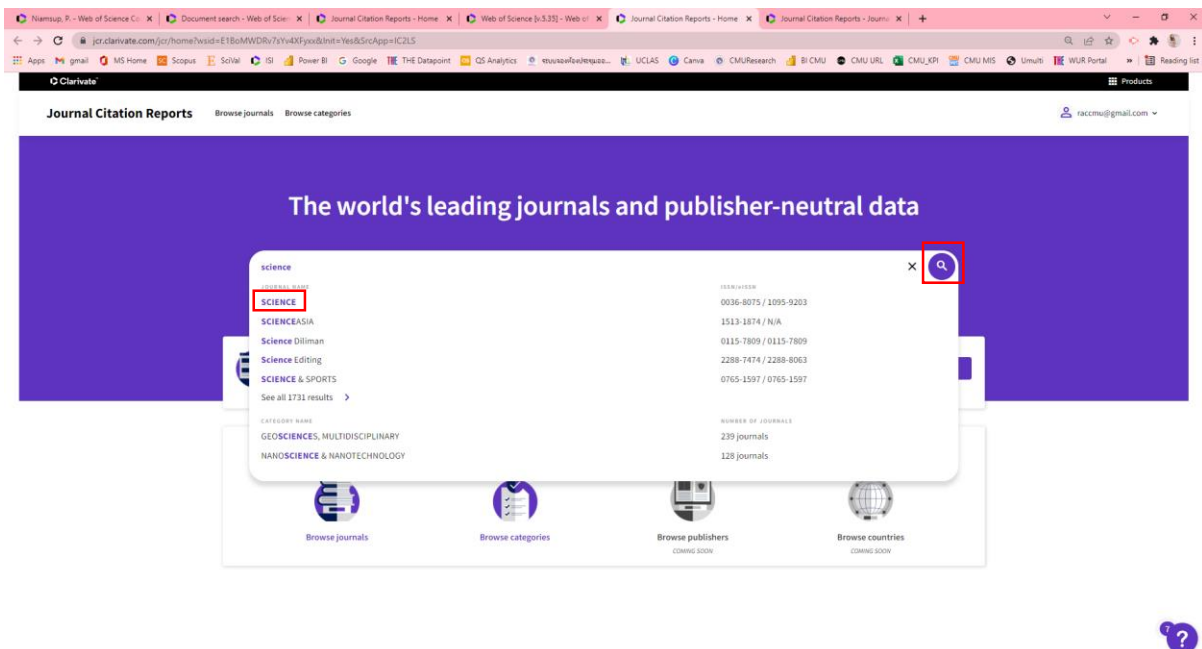 Niamsup, P. - Web of Science Co
Document search - Web of Scien
Journal Citation Reports - Home
Web of Science [v.5.35] - Web of
Journal Citation Reports - Home
Journal Citation Reports - Journa
jcr.clarivate.com/jcr/home?wsid=E1BoMWDRv7sYv4XFyxx&Init=Yes&SrcApp=IC2LS
Apps gmail MS Home Scopus SciVal ISI Power BI Google THE Datapoint QS Analytics UCLAS Canva CMUResearch BI CMU CMU URL CMU_KPI CMU MIS Umulti WUR Portal » Reading list
Clarivate
Products
Journal Citation Reports Browse journals Browse categories raccmu@gmail.com
The world's leading journals and publisher-neutral data
science
JOURNAL NAME ISSN/eISSN
SCIENCE 0036-8075 / 1095-9203
SCIENCEASIA 1513-1874 / N/A
Science Diliman 0115-7809 / 0115-7809
Science Editing 2288-7474 / 2288-8063
SCIENCE & SPORTS 0765-1597 / 0765-1597
See all 1731 results
CATEGORY NAME NUMBER OF JOURNALS
GEOSCIENCES, MULTIDISCIPLINARY 239 journals
NANOSCIENCE & NANOTECHNOLOGY 128 journals
Browse journals Browse categories Browse publishers Browse countries
COMING SOON COMING SOON
7
?